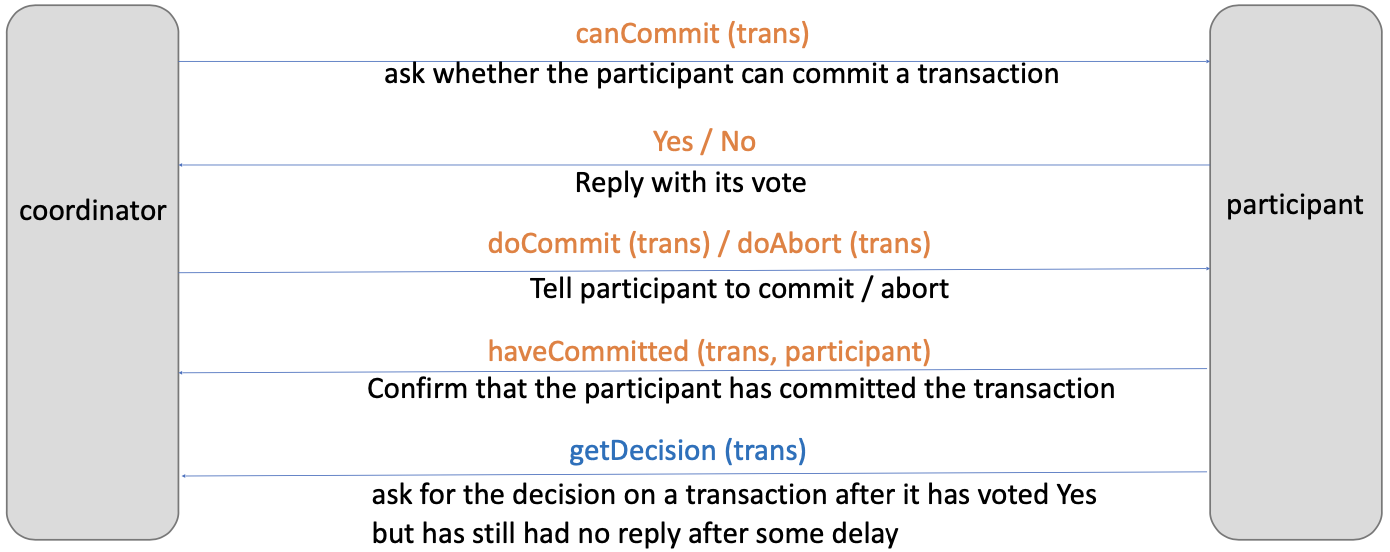 canCommit (trans)
ask whether the participant can commit a transaction
Yes / No
Reply with its vote
coordinator
participant
doCommit (trans) / doAbort (trans)
Tell participant to commit / abort
haveCommitted (trans, participant)
Confirm that the participant has committed the transaction
getDecision (trans)
ask for the decision on a transaction after it has voted Yes
but has still had no reply after some delay